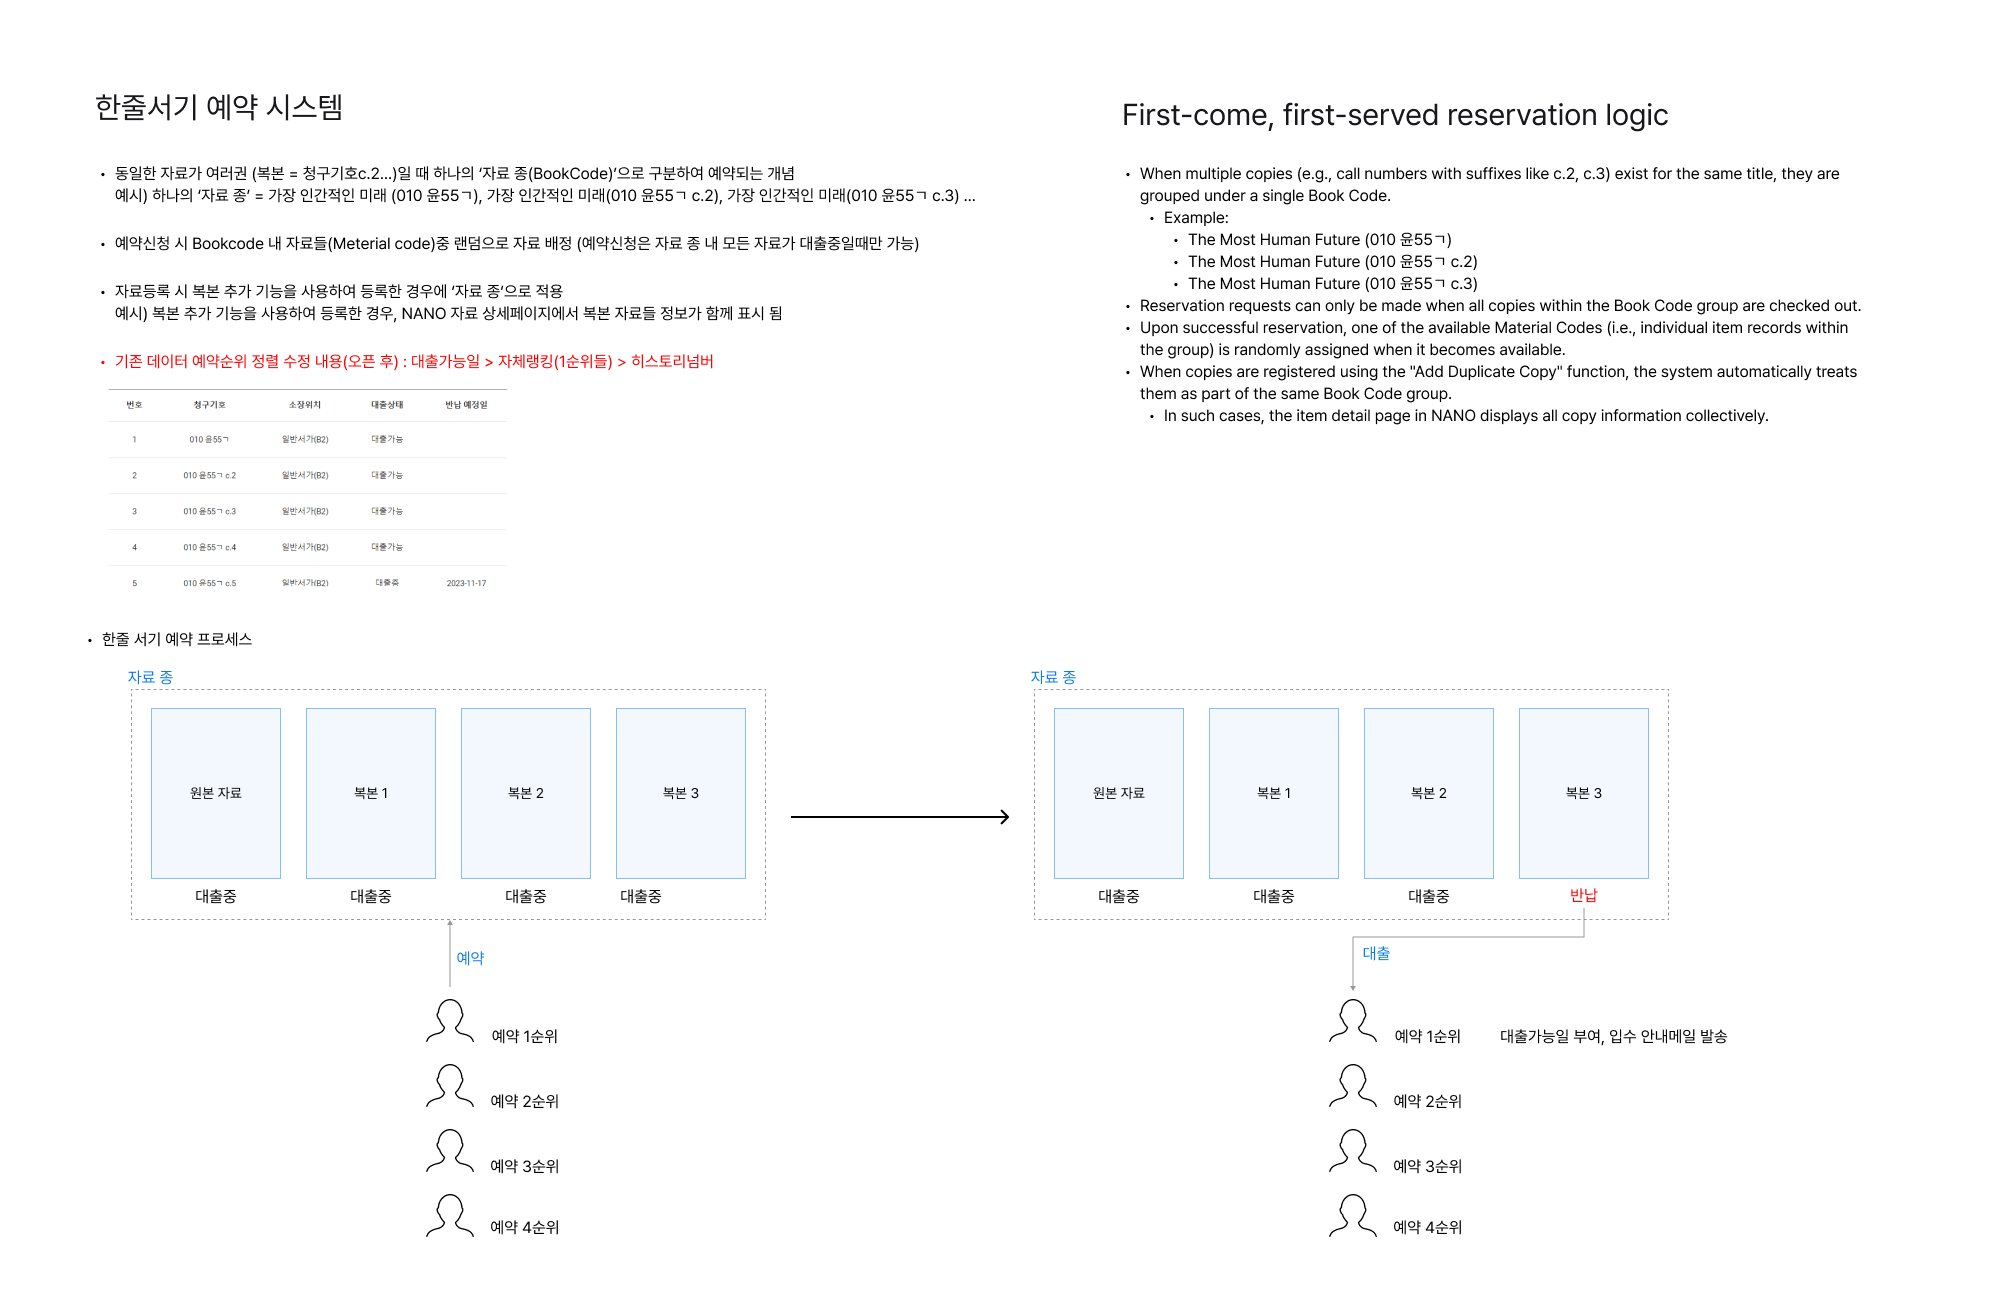 한줄서기 예약 시스템
• 동일한 자료가 여러권 (복본 = 청구기호c.2...)일 때 하나의 ‘자료 종(BookCode)’으로 구분하여 예약되는 개념
예시) 하나의 ‘자료 종’ = 가장 인간적인 미래 (010 윤55ㄱ), 가장 인간적인 미래(010 윤55ㄱ c.2), 가장 인간적인 미래(010 윤55ㄱ c.3) ...
• 예약신청 시 Bookcode 내 자료들(Meterial code)중 랜덤으로 자료 배정 (예약신청은 자료 종 내 모든 자료가 대출중일때만 가능)
• 자료등록 시 복본 추가 기능을 사용하여 등록한 경우에 ‘자료 종’으로 적용
예시) 복본 추가 기능을 사용하여 등록한 경우, NANO 자료 상세페이지에서 복본 자료들 정보가 함께 표시 됨
• 기존 데이터 예약순위 정렬 수정 내용(오픈 후) : 대출가능일 > 자체랭킹(1순위들) > 히스토리넘버
번호 청구기호 소장위치 대출상태 반납 예정일
1 010 윤55ㄱ 일반서가(B2) 대출가능
2 010 윤55ㄱ c.2 일반서가(B2) 대출가능
3 010 윤55ㄱ c.3 일반서가(B2) 대출가능
4 010 윤55ㄱ c.4 일반서가(B2) 대출가능
5 010 윤55ㄱ c.5 일반서가(B2) 대출중 2023-11-17
First-come, first-served reservation logic
• When multiple copies (e.g., call numbers with suffixes like c.2, c.3) exist for the same title, they are
grouped under a single Book Code.
• Example:
• The Most Human Future (010 윤55ㄱ)
• The Most Human Future (010 윤55ㄱ c.2)
• The Most Human Future (010 윤55ㄱ c.3)
• Reservation requests can only be made when all copies within the Book Code group are checked out.
• Upon successful reservation, one of the available Material Codes (i.e., individual item records within
the group) is randomly assigned when it becomes available.
• When copies are registered using the "Add Duplicate Copy" function, the system automatically treats
them as part of the same Book Code group.
• In such cases, the item detail page in NANO displays all copy information collectively.
• 한줄 서기 예약 프로세스
자료 종
원본 자료 복본 1 복본 2 복본 3
대출중 대출중 대출중 대출중
예약
예약 1순위
예약 2순위
예약 3순위
예약 4순위
자료 종
원본 자료 복본 1 복본 2 복본 3
대출중 대출중 대출중 반납
대출
예약 1순위 대출가능일 부여, 입수 안내메일 발송
예약 2순위
예약 3순위
예약 4순위